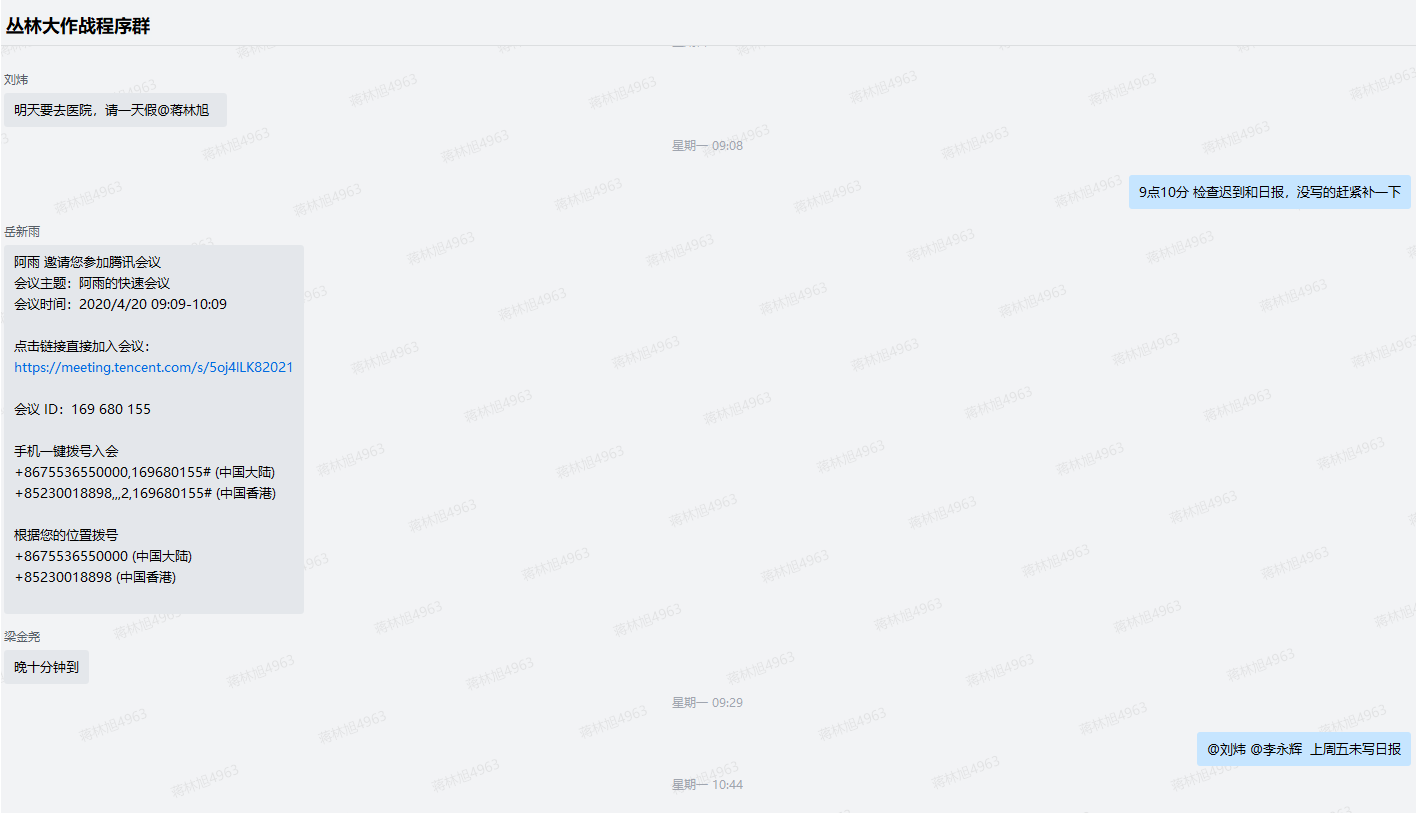 丛林大作战程序群
刘炜
明天要去医院，请一天假@蒋林旭
星期一 09:08
9点10分 检查迟到和日报，没写的赶紧补一下
岳新雨
阿雨 邀请您参加腾讯会议
会议主题：阿雨的快速会议
会议时间：2020/4/20 09:09-10:09
点击链接直接加入会议：
https://meeting.tencent.com/s/5oj4lLK82021
会议 ID：169 680 155
手机一键拨号入会
+8675536550000,169680155# (中国大陆)
+85230018898,,,2,169680155# (中国香港)
根据您的位置拨号
+8675536550000 (中国大陆)
+85230018898 (中国香港)
梁金尧
晚十分钟到
星期一 09:29
@刘炜 @李永辉  上周五未写日报
星期一 10:44
蒋林旭4963